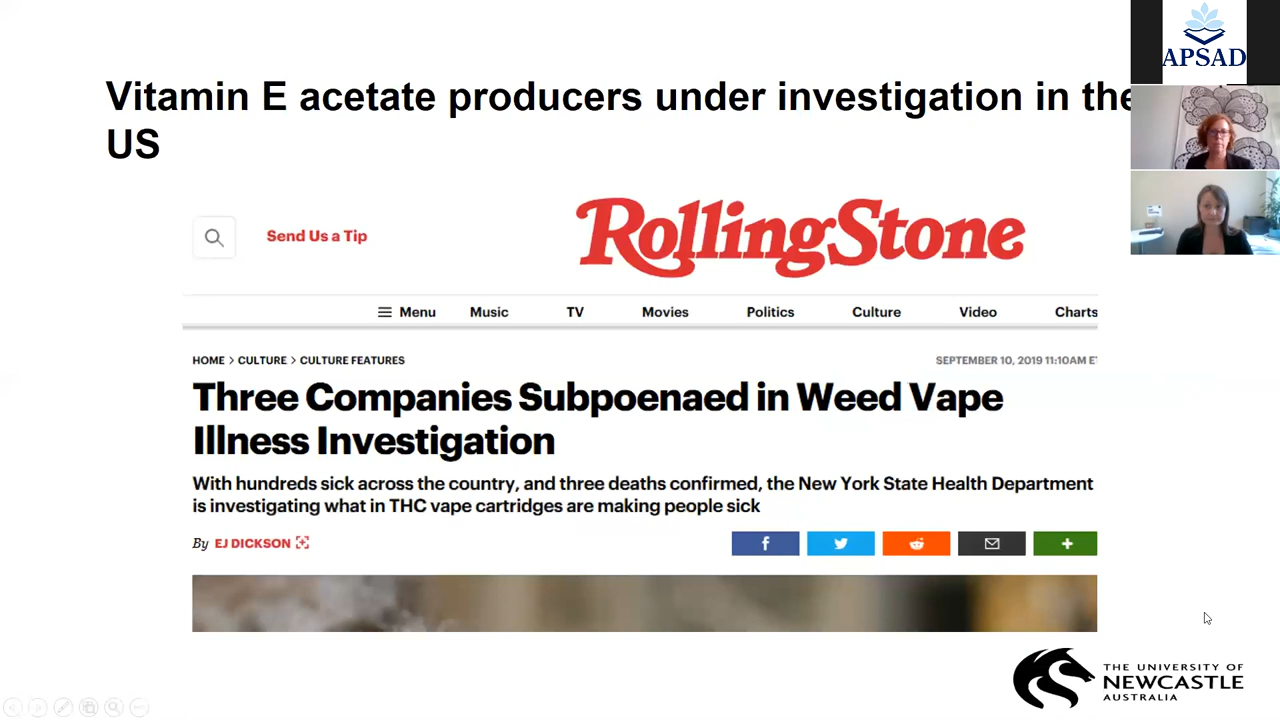 APSAD
Vitamin E acetate producers under investigation in the
US
Send Us a Tip
RollingStone
Menu Music TV Movies Politics Culture Video Charts
HOME > CULTURE > CULTURE FEATURES
SEPTEMBER 10, 2019 11:10AM ET
Three Companies Subpoenaed in Weed Vape
Illness Investigation
With hundreds sick across the country, and three deaths confirmed, the New York State Health Department
is investigating what in THC vape cartridges are making people sick
By EJ DICKSON
THE UNIVERSITY OF
NEWCASTLE
AUSTRALIA